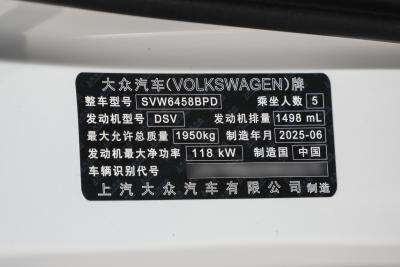 大众汽车(VOLKSWAGEN)牌
整车型号 SVW6458BPD 乘坐人数 5
发动机型号 DSV 发动机排量 1498 mL
最大允许总质量 1950kg 制造年月 2025-06
发动机最大净功率 118 kW 制造国 中国
车辆识别代号
上汽大众汽车有限公司 制造